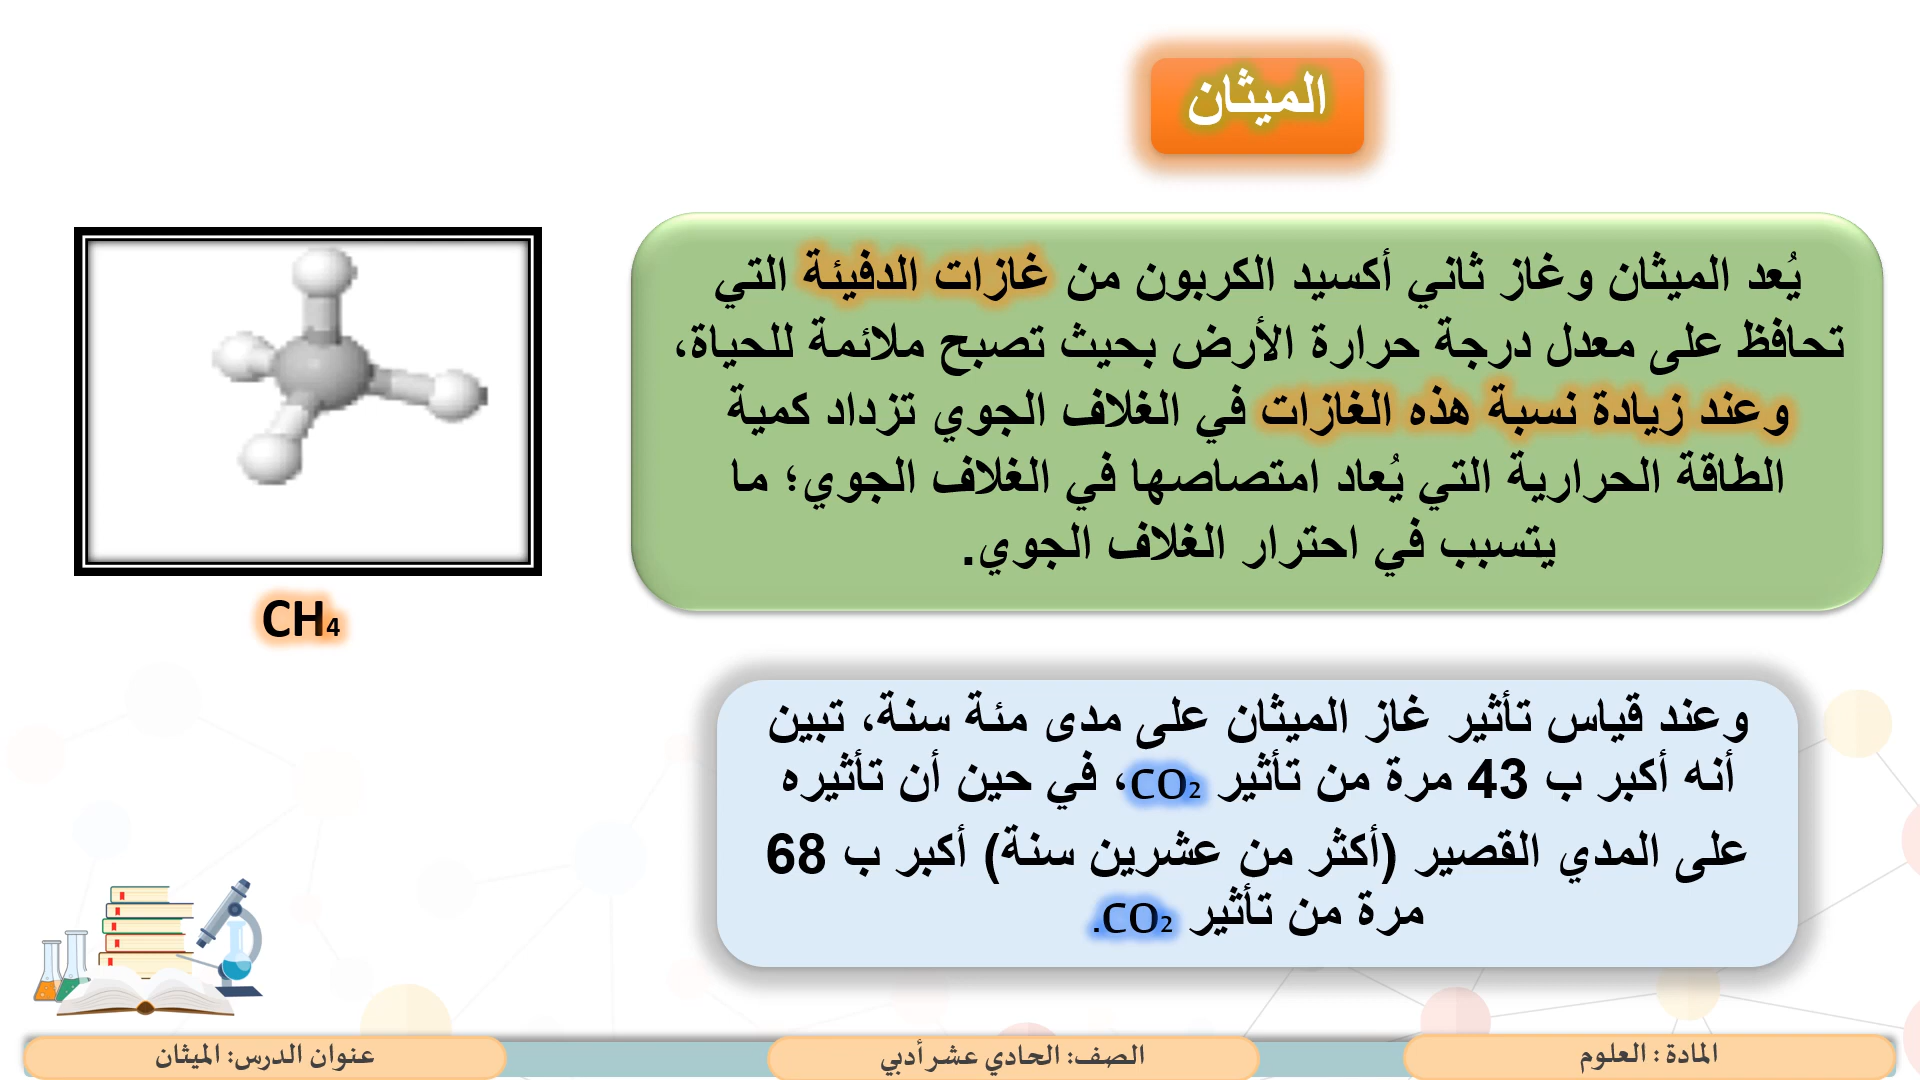 الميثان
يُعد الميثان وغاز ثاني أكسيد الكربون من غازات الدفيئة التي
تحافظ على معدل درجة حرارة الأرض بحيث تصبح ملائمة للحياة،
وعند زيادة نسبة هذه الغازات في الغلاف الجوي تزداد كمية
الطاقة الحرارية التي يُعاد امتصاصها في الغلاف الجوي؛ ما
يتسبب في احترار الغلاف الجوي.
CH₄
وعند قياس تأثير غاز الميثان على مدى مئة سنة، تبين
أنه أكبر ب 43 مرة من تأثير CO₂، في حين أن تأثيره
على المدي القصير (أكثر من عشرين سنة) أكبر ب 68
مرة من تأثير CO₂.
المادة : العلوم
الصف: الحادي عشر أدبي
عنوان الدرس: الميثان